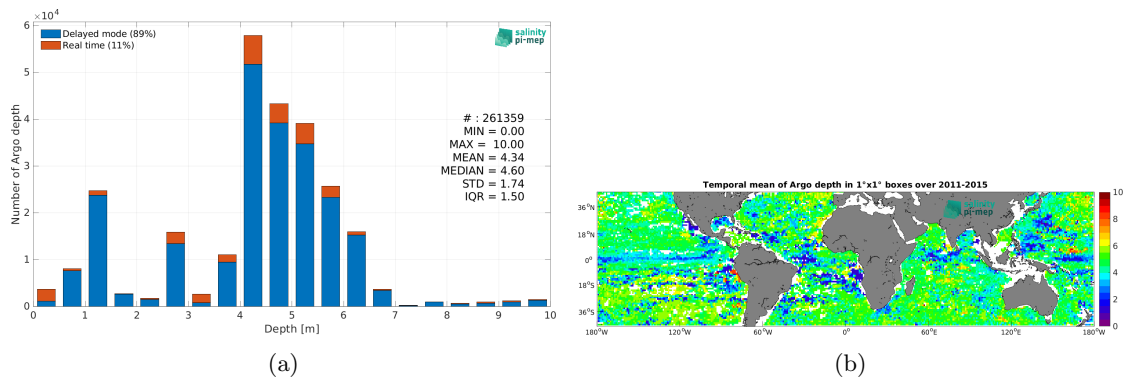 ×10⁴
6
5
4
3
2
1
0
Number of Argo depth
Delayed mode (89%)
Real time (11%)
salinity
pi-mep
# : 261359
MIN = 0.00
MAX = 10.00
MEAN = 4.34
MEDIAN = 4.60
STD = 1.74
IQR = 1.50
0 1 2 3 4 5 6 7 8 9 10
Depth [m]
(a)
Temporal mean of Argo depth in 1°x1° boxes over 2011-2015
salinity
pi-mep
36°N
18°N
0°
18°S
36°S
180°W 120°W 60°W 0° 60°E 120°E 180°W
10
8
6
4
2
0
(b)